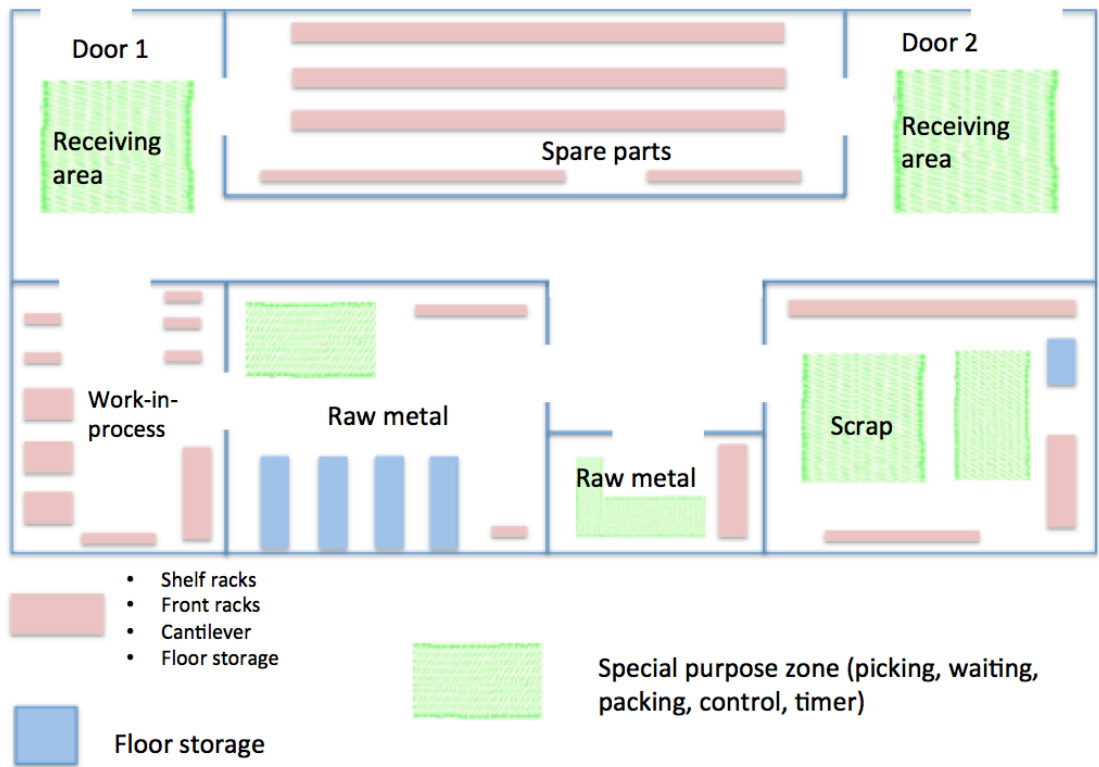 Door 1
Door 2
Receiving
area
Receiving
area
Spare parts
Work-in-
process
Raw metal
Raw metal
Scrap
• Shelf racks
• Front racks
• Cantilever
• Floor storage
Special purpose zone (picking, waiting,
packing, control, timer)
Floor storage